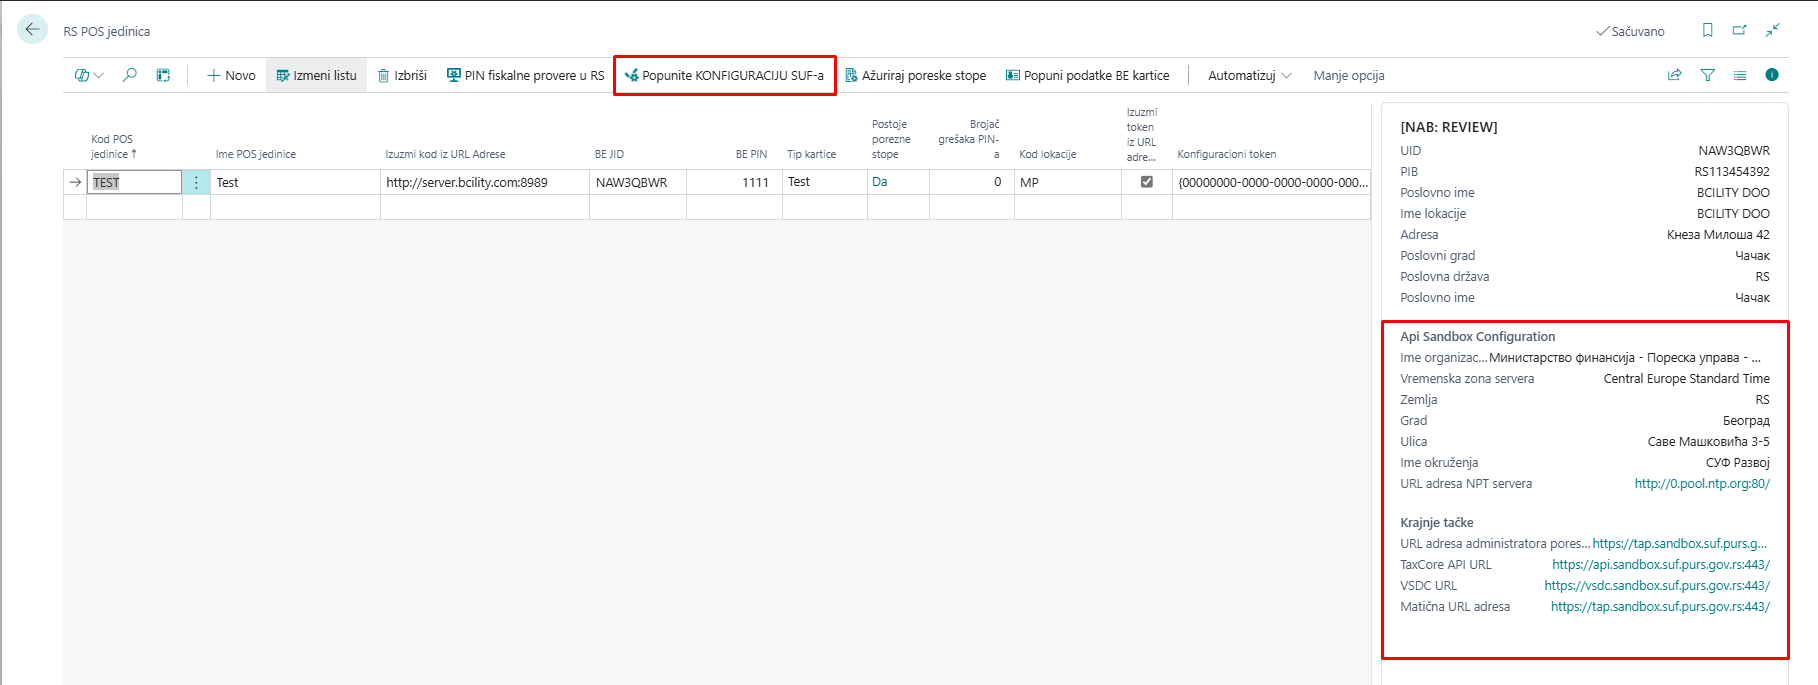 RS POS jedinica
Sačuvano
Novo
Izmeni listu
Izbriši
PIN fiskalne provere u RS
Popunite KONFIGURACIJU SUF-a
Ažuriraj poreske stope
Popuni podatke BE kartice
Automatizuj
Manje opcija
Kod POS
jedinice ↑
Ime POS jedinice
Izuzmi kod iz URL Adrese
BE JID
BE PIN
Tip kartice
Postoje
porezne
stope
Brojač
grešaka PIN-
a
Kod lokacije
Izuzmi
token
iz URL
adre...
Konfiguracioni token
TEST
Test
http://server.bcility.com:8989
NAW3QBWR
1111
Test
Da
0
MP
{00000000-0000-0000-0000-000...
[NAB: REVIEW]
UID NAW3QBWR
PIB RS113454392
Poslovno ime BCILITY DOO
Ime lokacije BCILITY DOO
Adresa Кнеза Милоша 42
Poslovni grad Чачак
Poslovna država RS
Poslovno ime Чачак
Api Sandbox Configuration
Ime organizac... Министарство финансија - Пореска управа - ...
Vremenska zona servera Central Europe Standard Time
Zemlja RS
Grad Београд
Ulica Саве Машковића 3-5
Ime okruženja СУФ Развој
URL adresa NPT servera http://0.pool.ntp.org:80/
Krajnje tačke
URL adresa administratora pores... https://tap.sandbox.suf.purs.g...
TaxCore API URL https://api.sandbox.suf.purs.gov.rs:443/
VSDC URL https://vsdc.sandbox.suf.purs.gov.rs:443/
Matična URL adresa https://tap.sandbox.suf.purs.gov.rs:443/